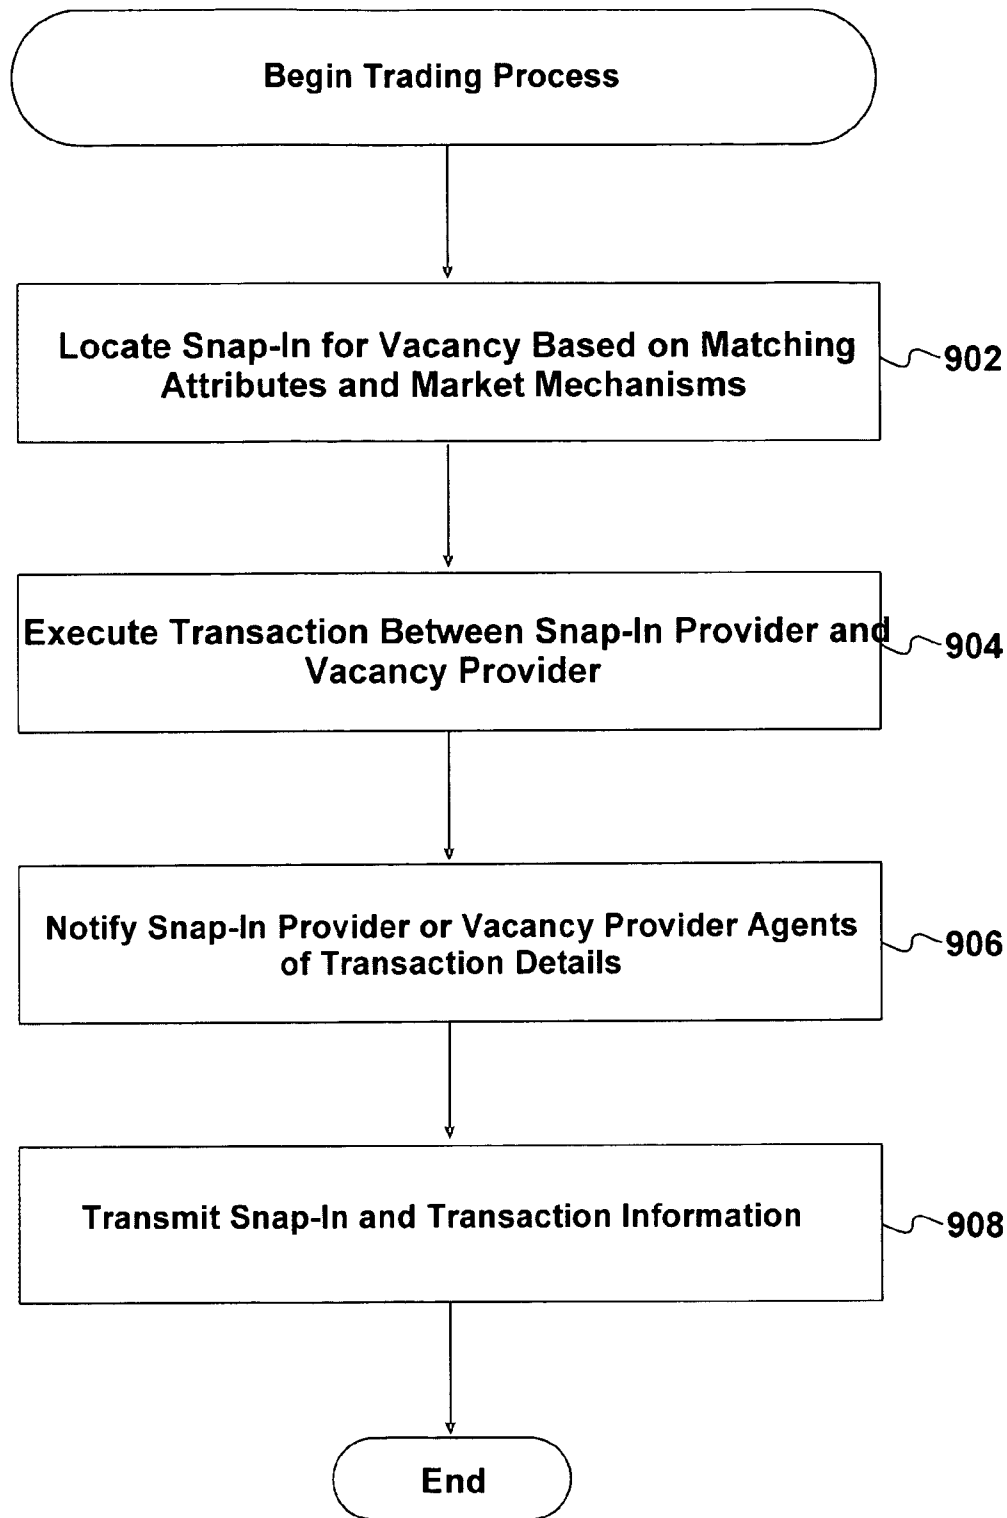 Begin Trading Process
Locate Snap-In for Vacancy Based on Matching
Attributes and Market Mechanisms
902
Execute Transaction Between Snap-In Provider and
Vacancy Provider
904
Notify Snap-In Provider or Vacancy Provider Agents
of Transaction Details
906
Transmit Snap-In and Transaction Information
908
End